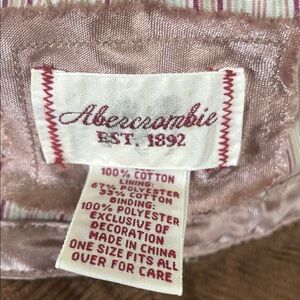 Abercrombie
EST. 1892
100% COTTON
LINING:
67% POLYESTER
33% COTTON
BINDING:
100% POLYESTER
EXCLUSIVE OF
DECORATION
MADE IN CHINA
ONE SIZE FITS ALL
OVER FOR CARE